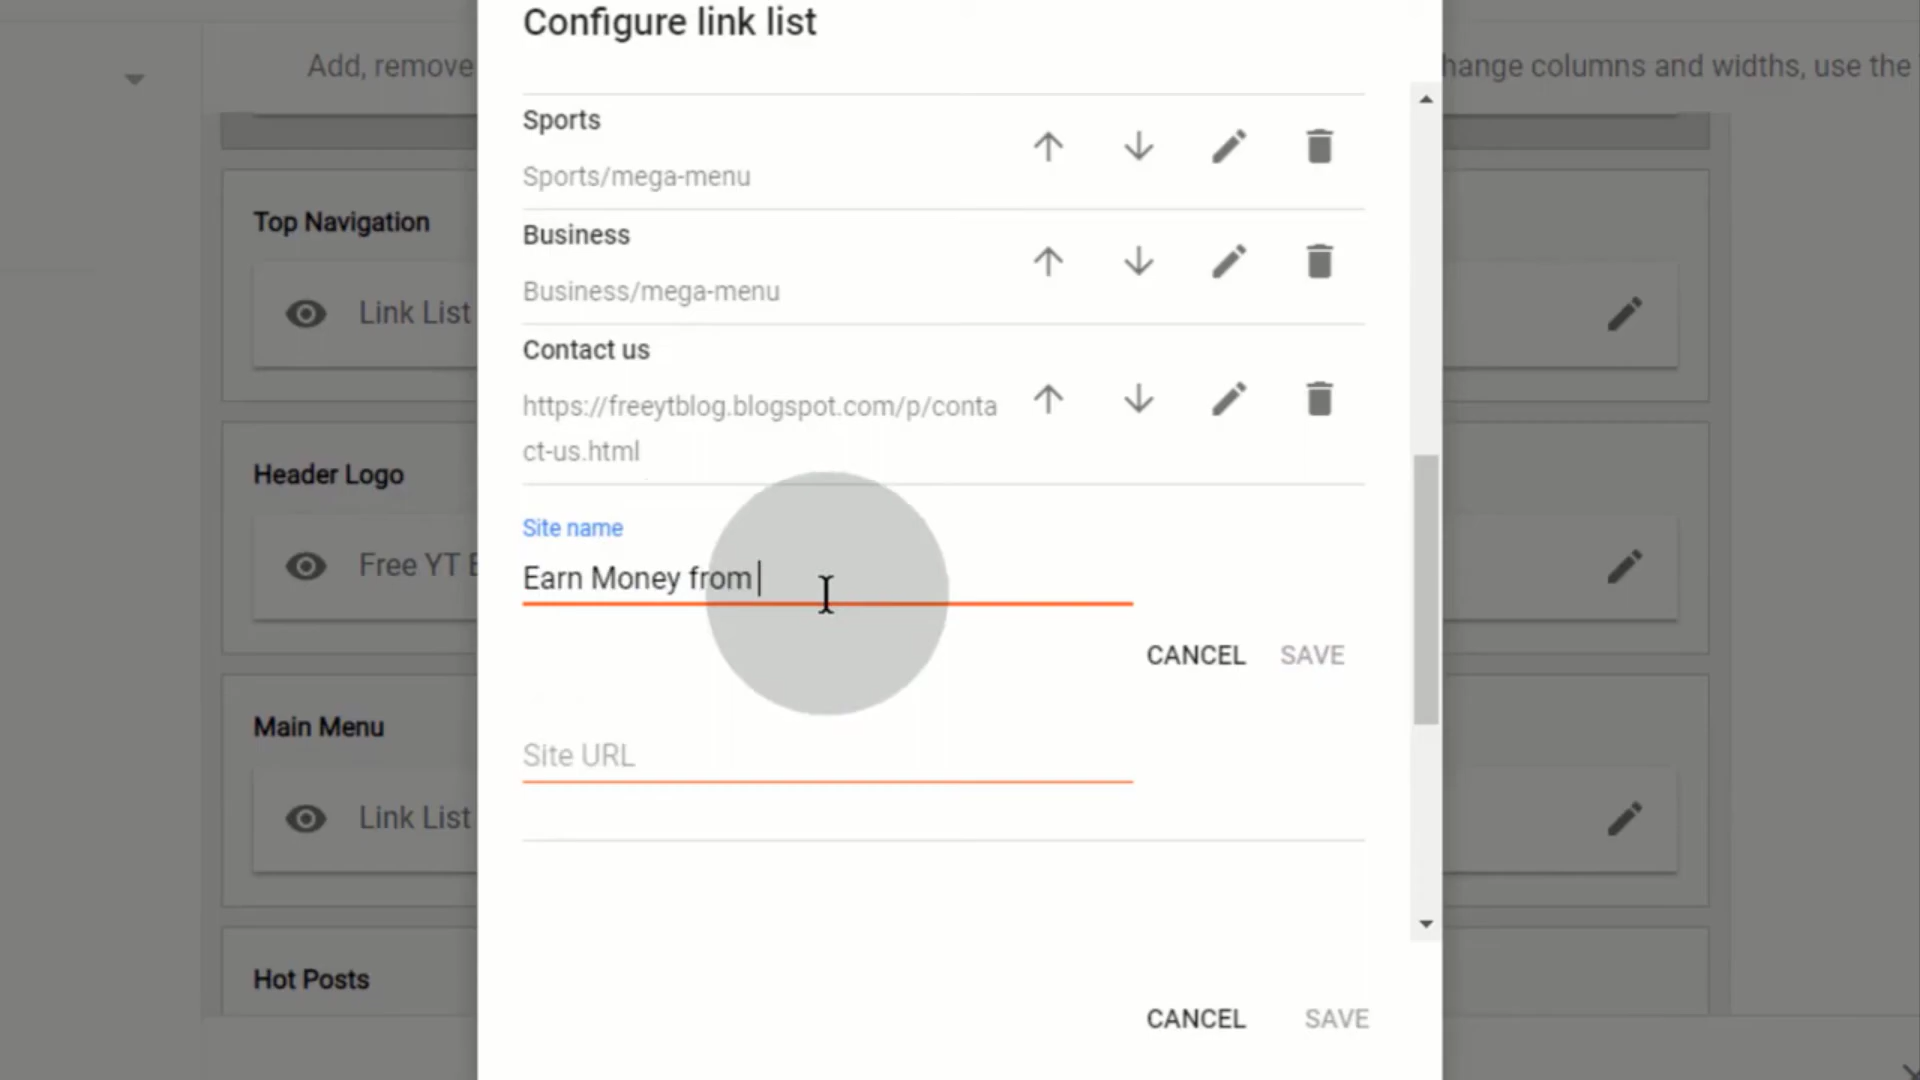 Configure link list
Add, remove
hange columns and widths, use the
Sports
Sports/mega-menu
Top Navigation
Business
Business/mega-menu
Link List
Contact us
https://freeytblog.blogspot.com/p/conta
ct-us.html
Header Logo
Site name
Free YT
Earn Money from
CANCEL SAVE
Main Menu
Site URL
Link List
Hot Posts
CANCEL SAVE